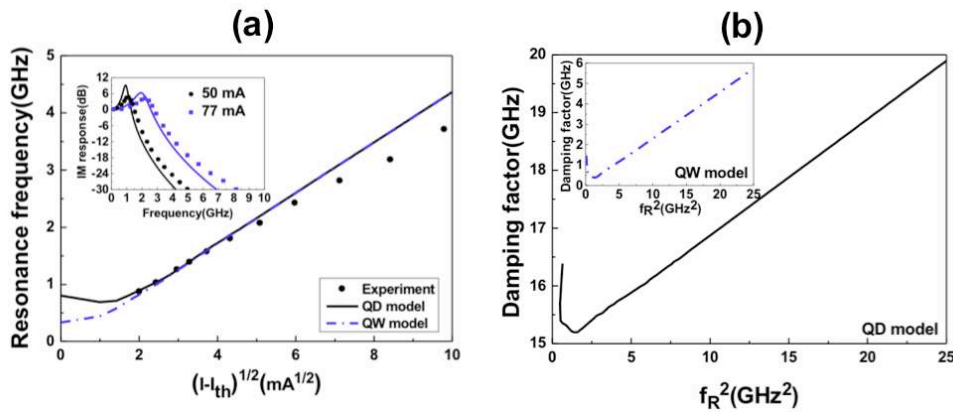 (a)
Resonance frequency(GHz)
5
4
3
2
1
0
0 2 4 6 8 10
(I-Ith)1/2(mA1/2)
IM response(dB)
12
6
0
-6
-12
-18
-24
-30
0 1 2 3 4 5 6 7 8 9 10
Frequency(GHz)
50 mA
77 mA
Experiment
QD model
QW model
(b)
Damping factor(GHz)
20
19
18
17
16
15
0 5 10 15 20 25
fR2(GHz2)
Damping factor(GHz)
6
5
4
3
2
1
0
0 5 10 15 20 25
fR2(GHz2)
QW model
QD model